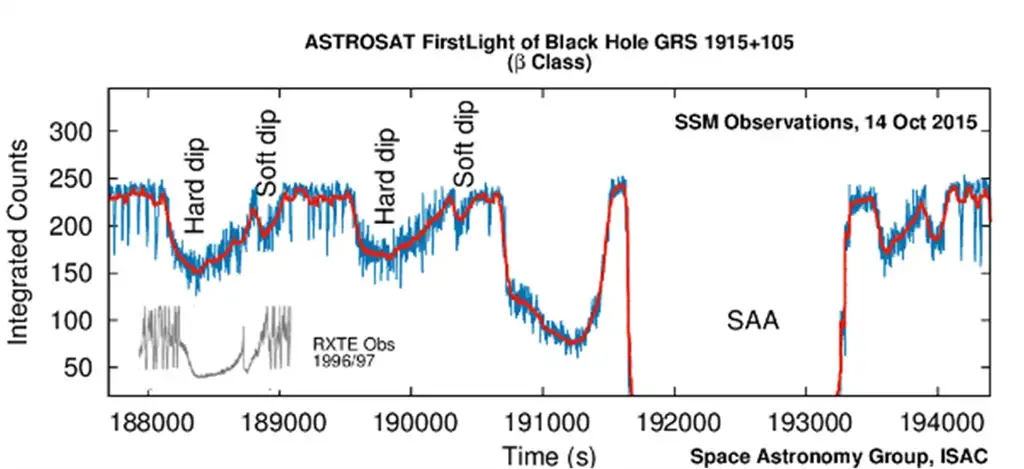 ASTROSAT FirstLight of Black Hole GRS 1915+105
(β Class)
Integrated Counts
300
250
200
150
100
50
Hard dip
Soft dip
Hard dip
Soft dip
SSM Observations, 14 Oct 2015
RXTE Obs
1996/97
SAA
188000 189000 190000 191000 192000 193000 194000
Time (s)
Space Astronomy Group, ISAC